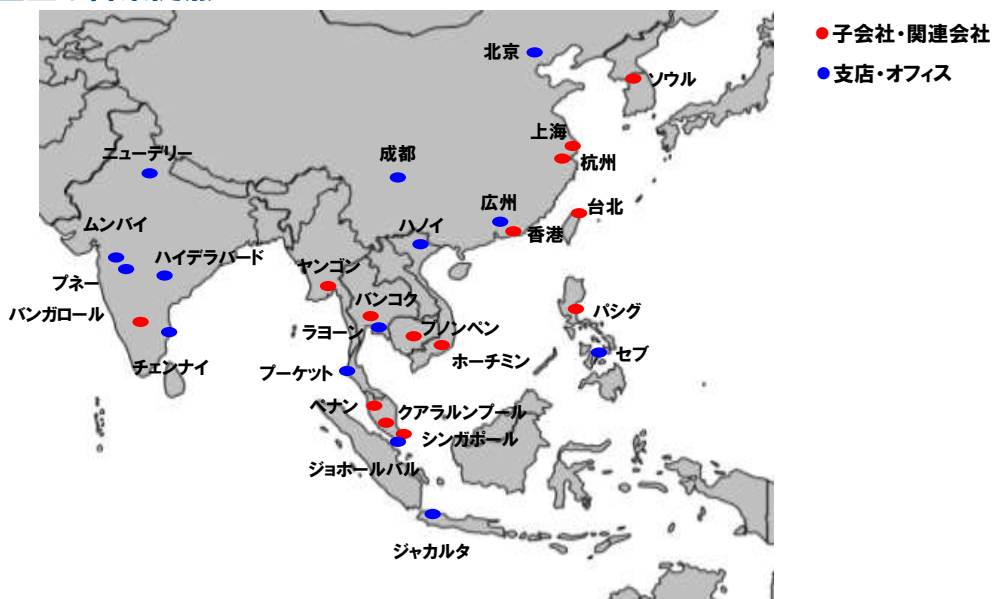 ●子会社・関連会社
●支店・オフィス
北京
ソウル
上海
杭州
ニューデリー
成都
広州
台北
香港
ムンバイ
ハノイ
ハイデラバード
ヤンゴン
プネー
バンコク
パシグ
バンガロール
ラヨーン
プノンペン
ホーチミン
セブ
チェンナイ
プーケット
ペナン
クアラルンプール
シンガポール
ジョホールバル
ジャカルタ